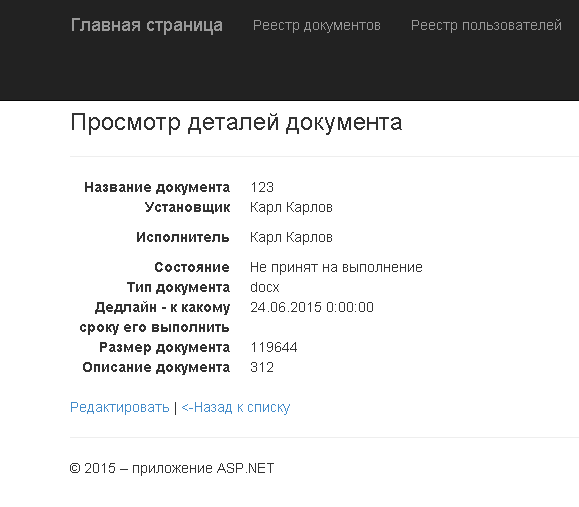 Главная страница Реестр документов Реестр пользователей
Просмотр деталей документа
Название документа 123
Установщик Карл Карлов
Исполнитель Карл Карлов
Состояние Не принят на выполнение
Тип документа docx
Дедлайн - к какому 24.06.2015 0:00:00
сроку его выполнить
Размер документа 119644
Описание документа 312
Редактировать | <-Назад к списку
© 2015 – приложение ASP.NET